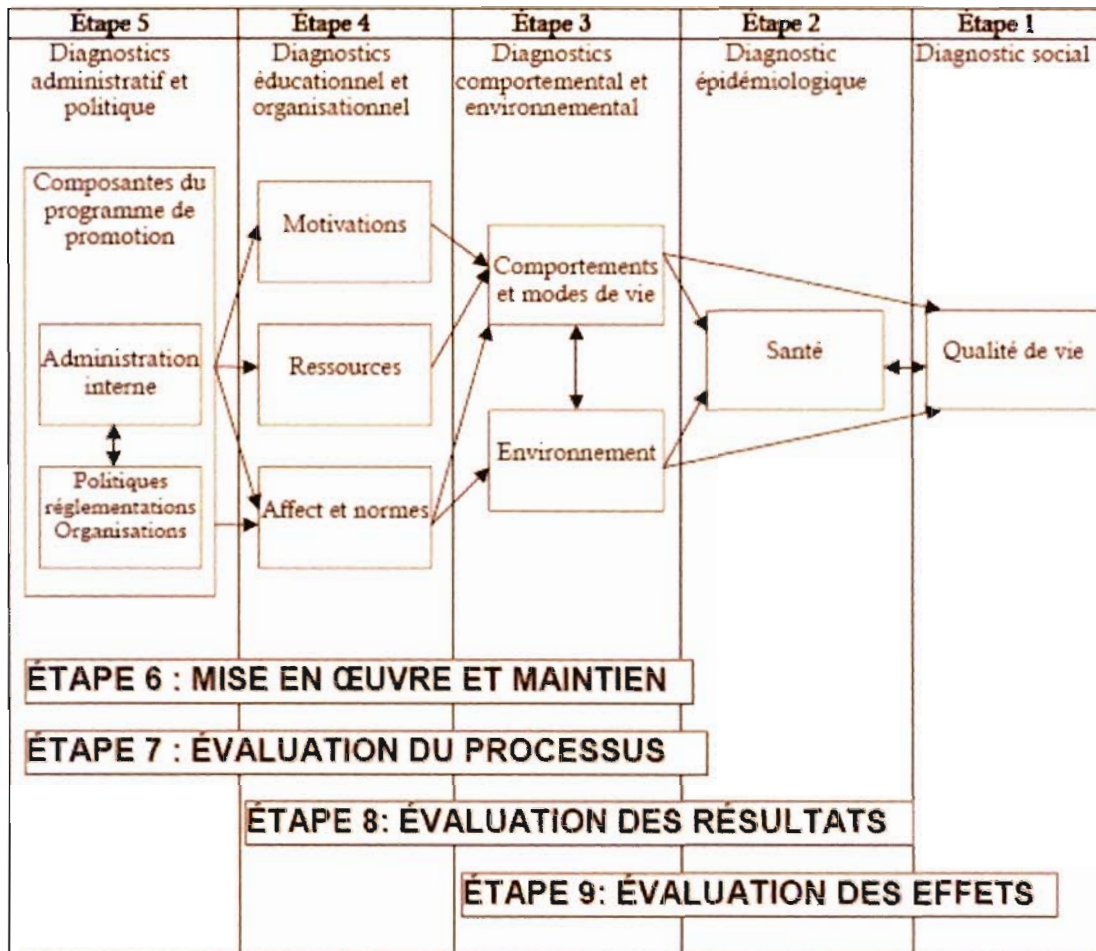 Étape 5
Étape 4
Étape 3
Étape 2
Étape 1
Diagnostics
administratif et
politique
Diagnostics
éducationnel et
organisationnel
Diagnostics
comportemental et
environnemental
Diagnostic
épidémiologique
Diagnostic social
Composantes du
programme de
promotion
Administration
interne
Politiques
réglementations
Organisations
Motivations
Ressources
Affect et normes
Comportements
et modes de vie
Environnement
Santé
Qualité de vie
ÉTAPE 6 : MISE EN ŒUVRE ET MAINTIEN
ÉTAPE 7 : ÉVALUATION DU PROCESSUS
ÉTAPE 8: ÉVALUATION DES RÉSULTATS
ÉTAPE 9: ÉVALUATION DES EFFETS